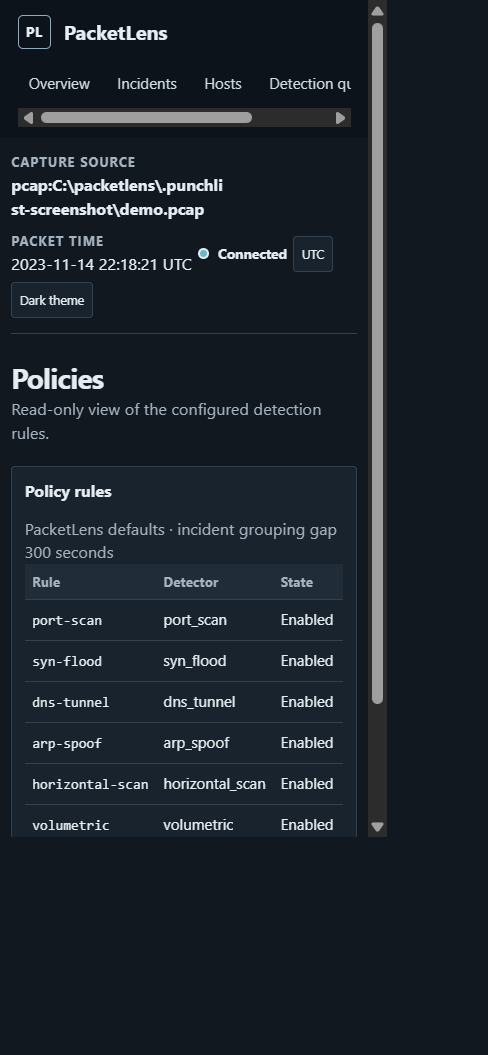 PL PacketLens
Overview Incidents Hosts Detection qu
CAPTURE SOURCE
pcap:C:\packetlens\.punchli
st-screenshot\demo.pcap
PACKET TIME
2023-11-14 22:18:21 UTC Connected UTC
Dark theme
Policies
Read-only view of the configured detection
rules.
Policy rules
PacketLens defaults · incident grouping gap
300 seconds
Rule Detector State
port-scan port_scan Enabled
syn-flood syn_flood Enabled
dns-tunnel dns_tunnel Enabled
arp-spoof arp_spoof Enabled
horizontal-scan horizontal_scan Enabled
volumetric volumetric Enabled